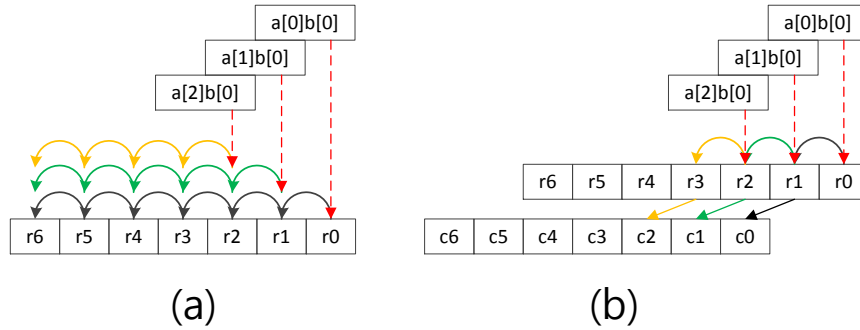 a[0]b[0]
a[1]b[0]
a[2]b[0]
r6 r5 r4 r3 r2 r1 r0
(a)
a[0]b[0]
a[1]b[0]
a[2]b[0]
r6 r5 r4 r3 r2 r1 r0
c6 c5 c4 c3 c2 c1 c0
(b)